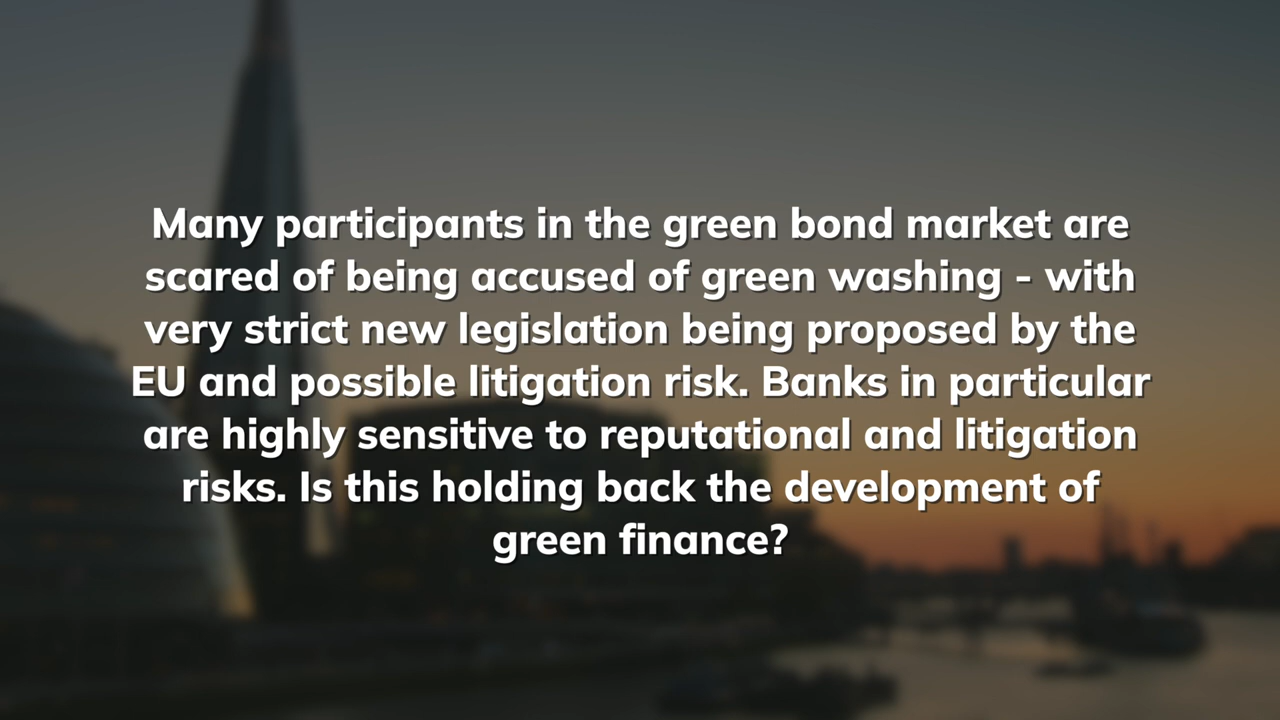 Many participants in the green bond market are
scared of being accused of green washing - with
very strict new legislation being proposed by the
EU and possible litigation risk. Banks in particular
are highly sensitive to reputational and litigation
risks. Is this holding back the development of
green finance?